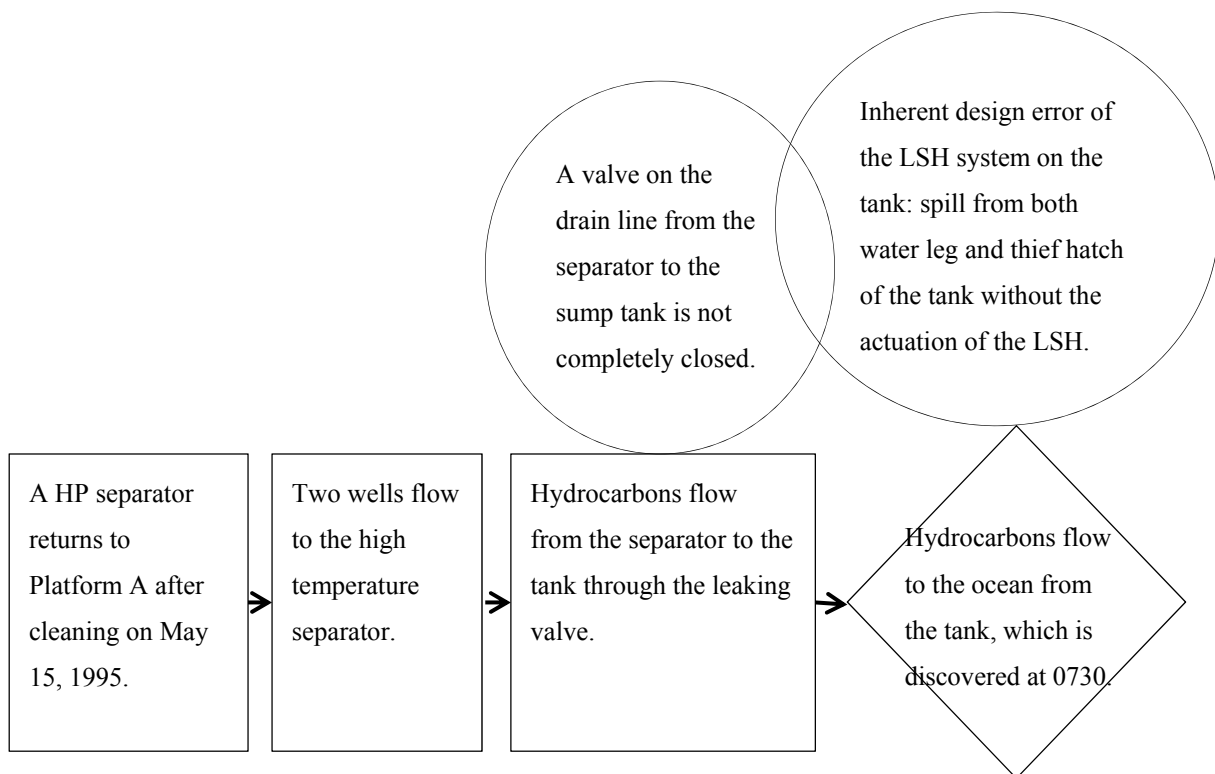 A valve on the
drain line from the
separator to the
sump tank is not
completely closed.
Inherent design error of
the LSH system on the
tank: spill from both
water leg and thief hatch
of the tank without the
actuation of the LSH.
A HP separator
returns to
Platform A after
cleaning on May
15, 1995.
Two wells flow
to the high
temperature
separator.
Hydrocarbons flow
from the separator to the
tank through the leaking
valve.
Hydrocarbons flow
to the ocean from
the tank, which is
discovered at 0730.